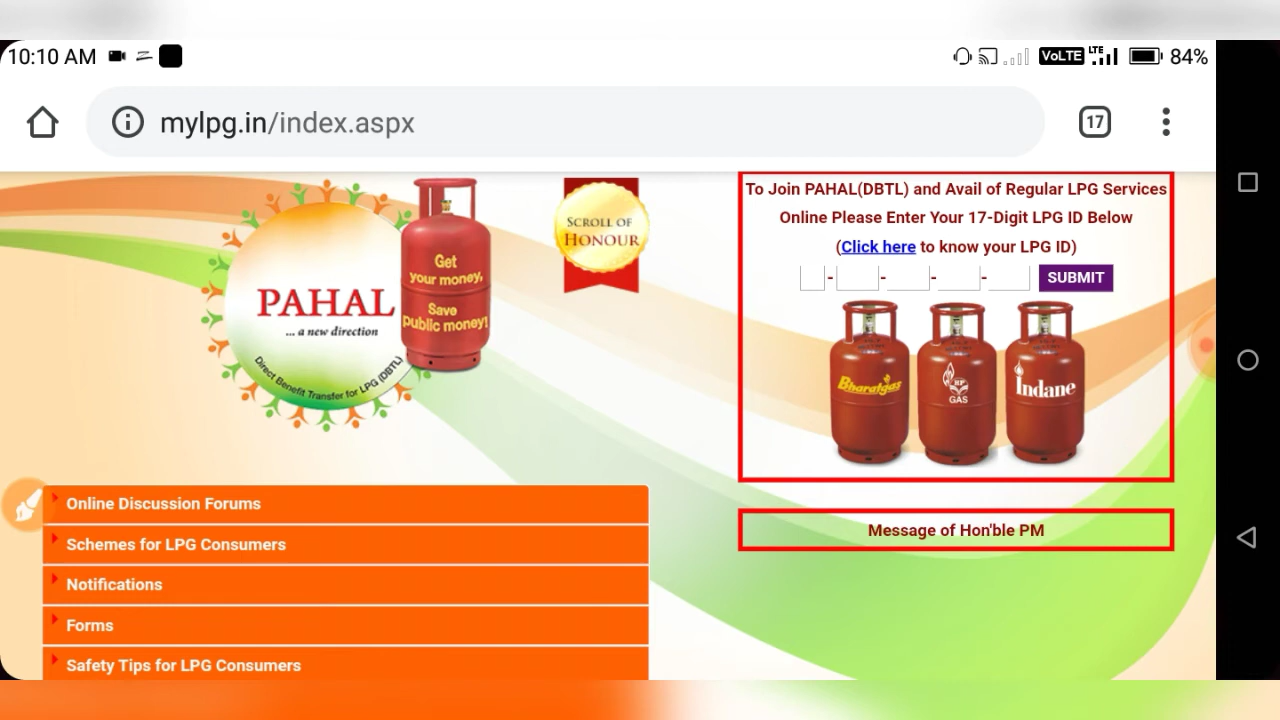 10:10 AM
VoLTE LTE 84%
mylpg.in/index.aspx
17
PAHAL
... a new direction
Direct Benefit Transfer for LPG (DBTL)
Get
your money,
Save
public money!
SCROLL OF
HONOUR
To Join PAHAL(DBTL) and Avail of Regular LPG Services
Online Please Enter Your 17-Digit LPG ID Below
(Click here to know your LPG ID)
- - - - SUBMIT
Bharatgas
HP
GAS
Indane
Message of Hon'ble PM
Online Discussion Forums
Schemes for LPG Consumers
Notifications
Forms
Safety Tips for LPG Consumers